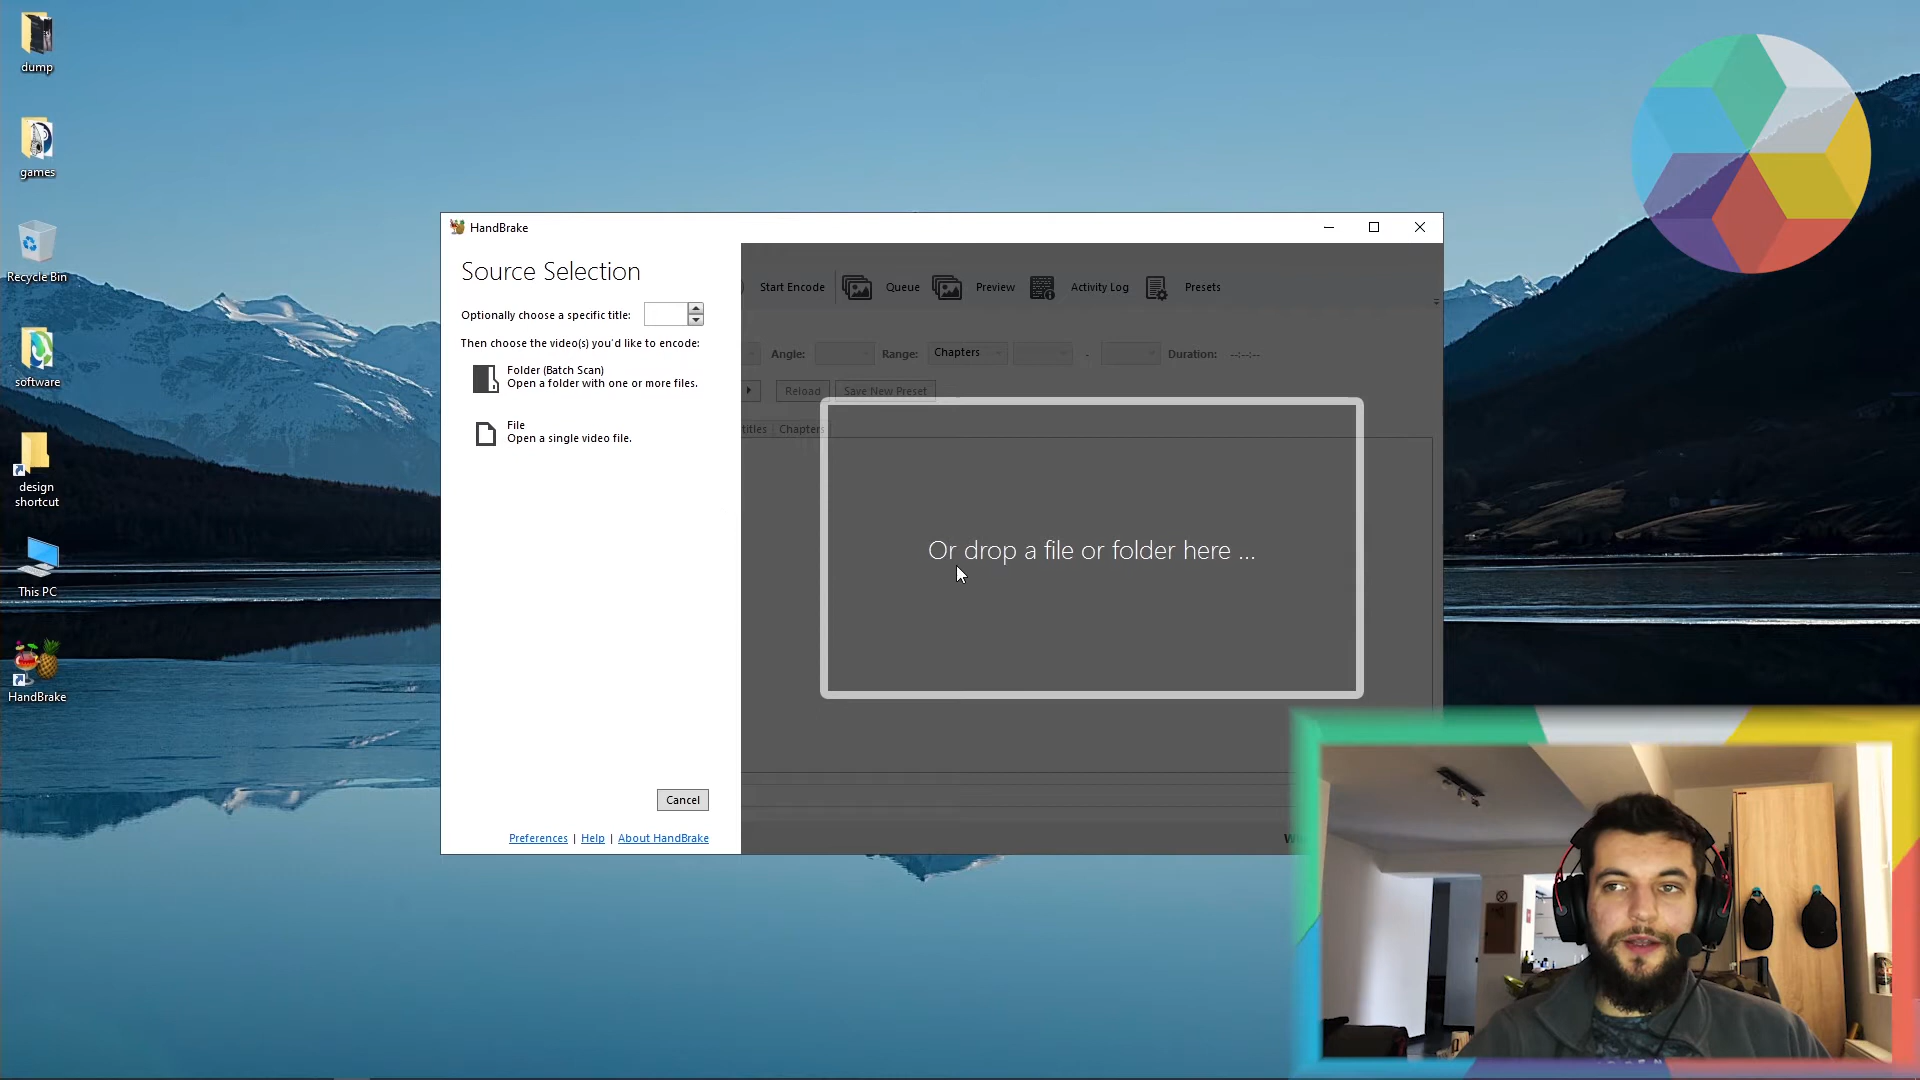 dump
games
Recycle Bin
software
design
shortcut
This PC
HandBrake
HandBrake
Source Selection
Optionally choose a specific title:
Then choose the video(s) you'd like to encode:
Folder (Batch Scan)
Open a folder with one or more files.
File
Open a single video file.
Cancel
Preferences | Help | About HandBrake
Start Encode Queue Preview Activity Log Presets
Angle: Range: Chapters - Duration: --:--:--
Reload Save New Preset
titles Chapters
Or drop a file or folder here ...